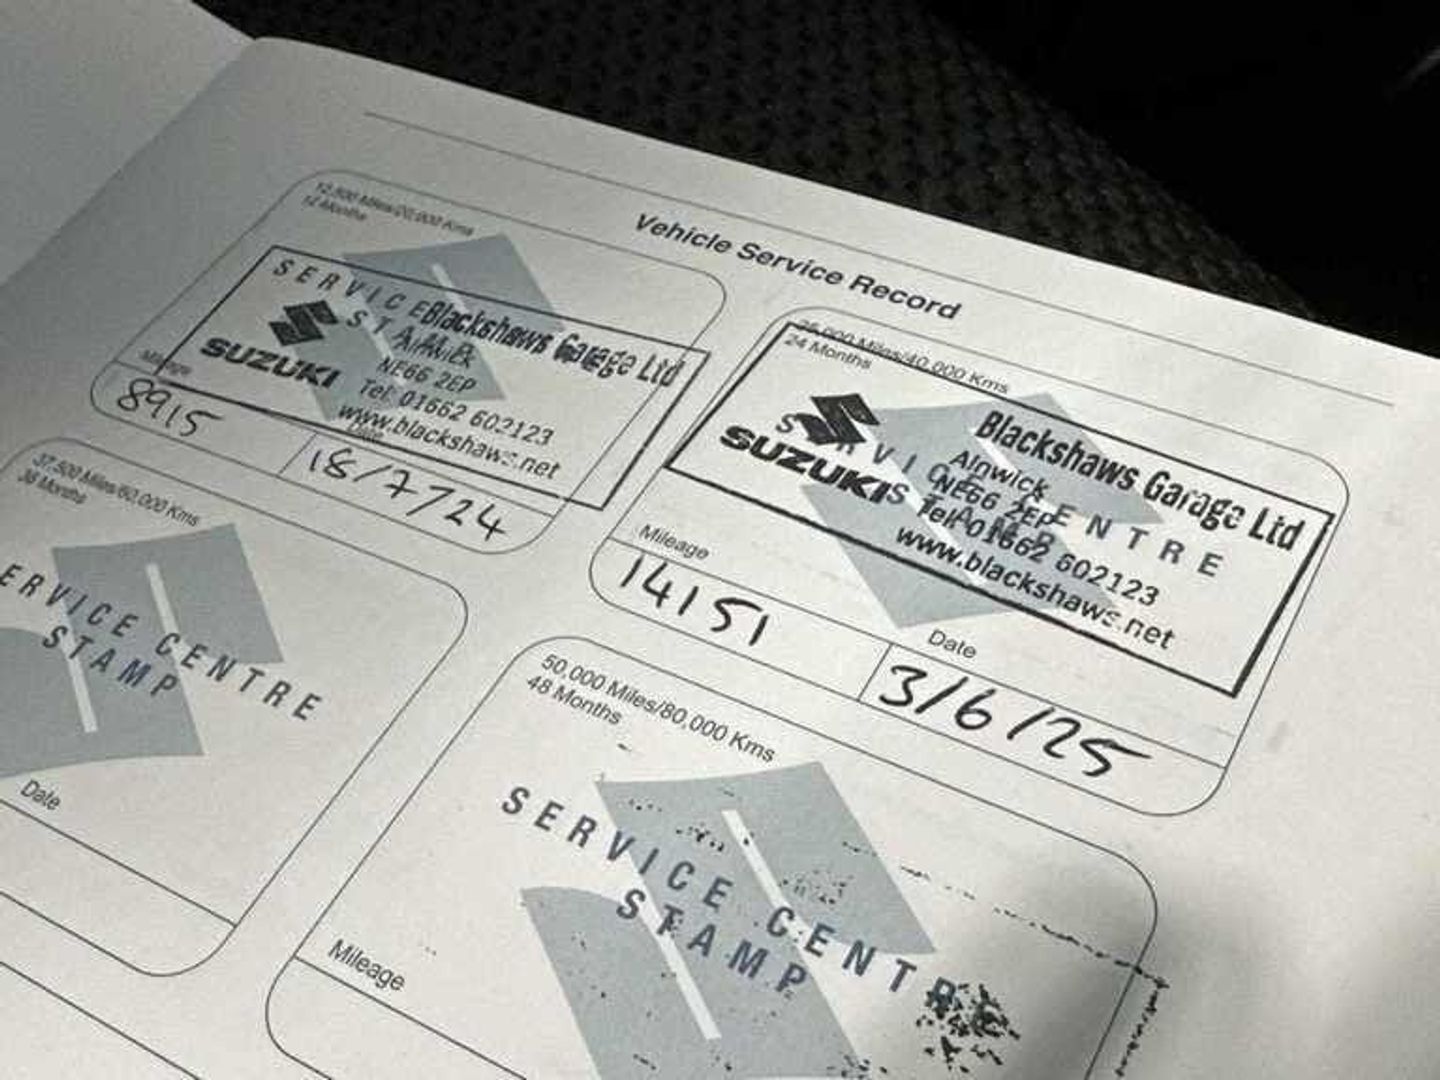 Vehicle Service Record
12,500 Miles/20,000 Kms
12 Months
SERVICE
STAMP
Blackshaws Garage Ltd
Alnwick
NE66 2EP
Tel: 01662 602123
www.blackshaws.net
SUZUKI
Mileage
Date
8915
18/7/24
25,000 Miles/40,000 Kms
24 Months
SERVICE CENTRE
STAMP
Blackshaws Garage Ltd
Alnwick
NE66 2EP
Tel: 01662 602123
www.blackshaws.net
SUZUKI
Mileage
14151
Date
3/6/25
37,500 Miles/60,000 Kms
36 Months
ERVICE CENTRE
STAMP
Date
50,000 Miles/80,000 Kms
48 Months
SERVICE CENTRE
STAMP
Mileage